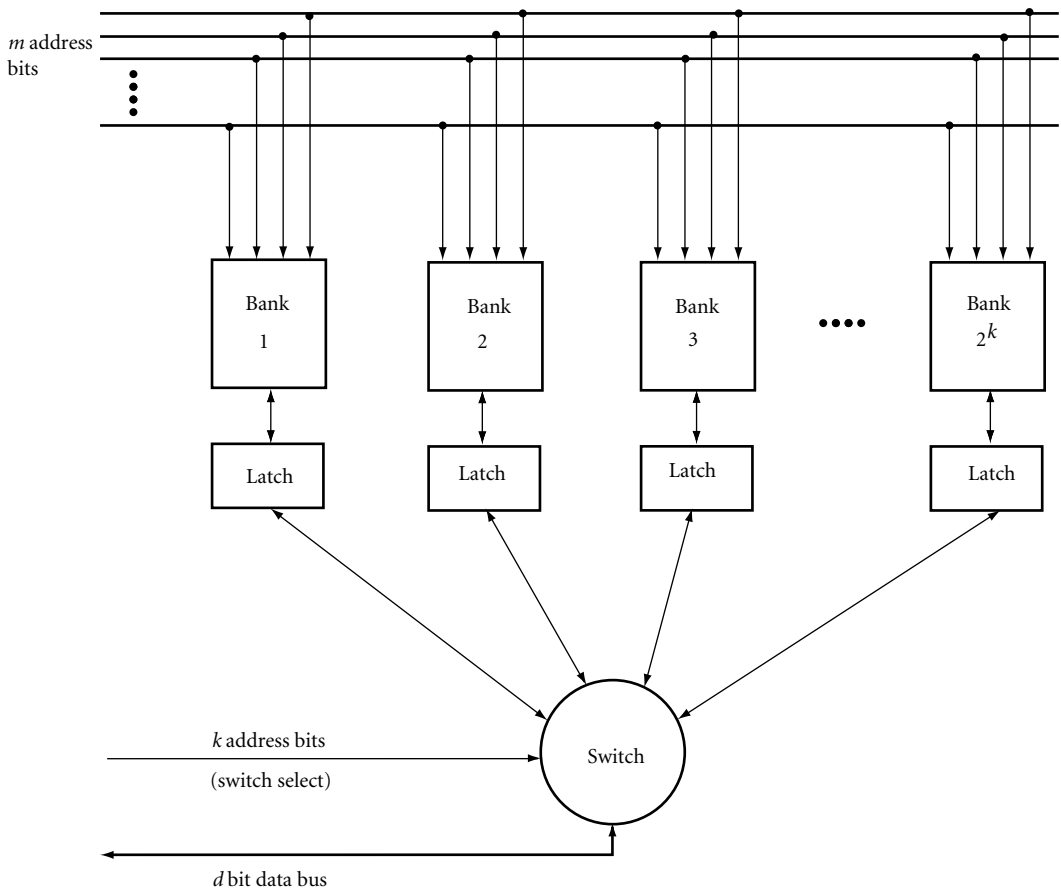 m address
bits
Bank
1
Bank
2
Bank
3
Bank
2^k
Latch
Latch
Latch
Latch
k address bits
(switch select)
Switch
d bit data bus